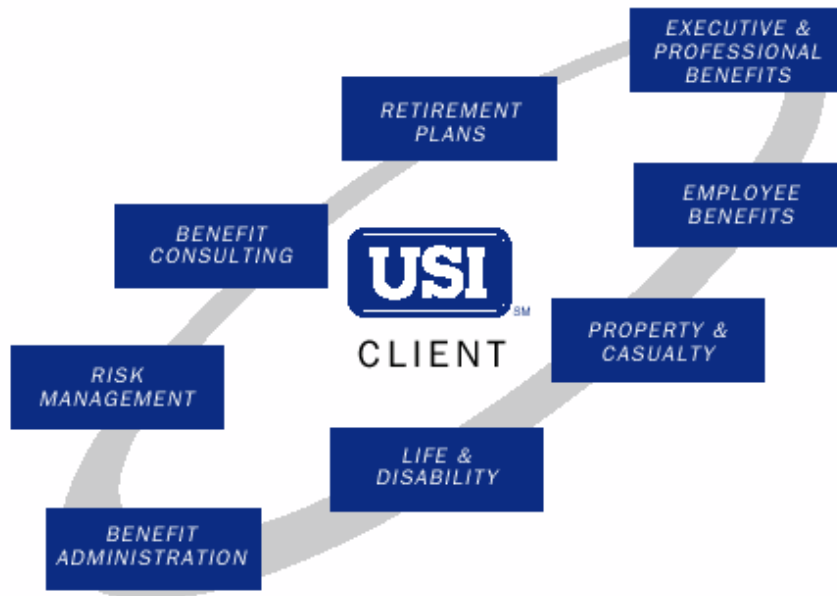 EXECUTIVE &
PROFESSIONAL
BENEFITS
RETIREMENT
PLANS
EMPLOYEE
BENEFITS
BENEFIT
CONSULTING
USI
SM
CLIENT
PROPERTY &
CASUALTY
RISK
MANAGEMENT
LIFE &
DISABILITY
BENEFIT
ADMINISTRATION